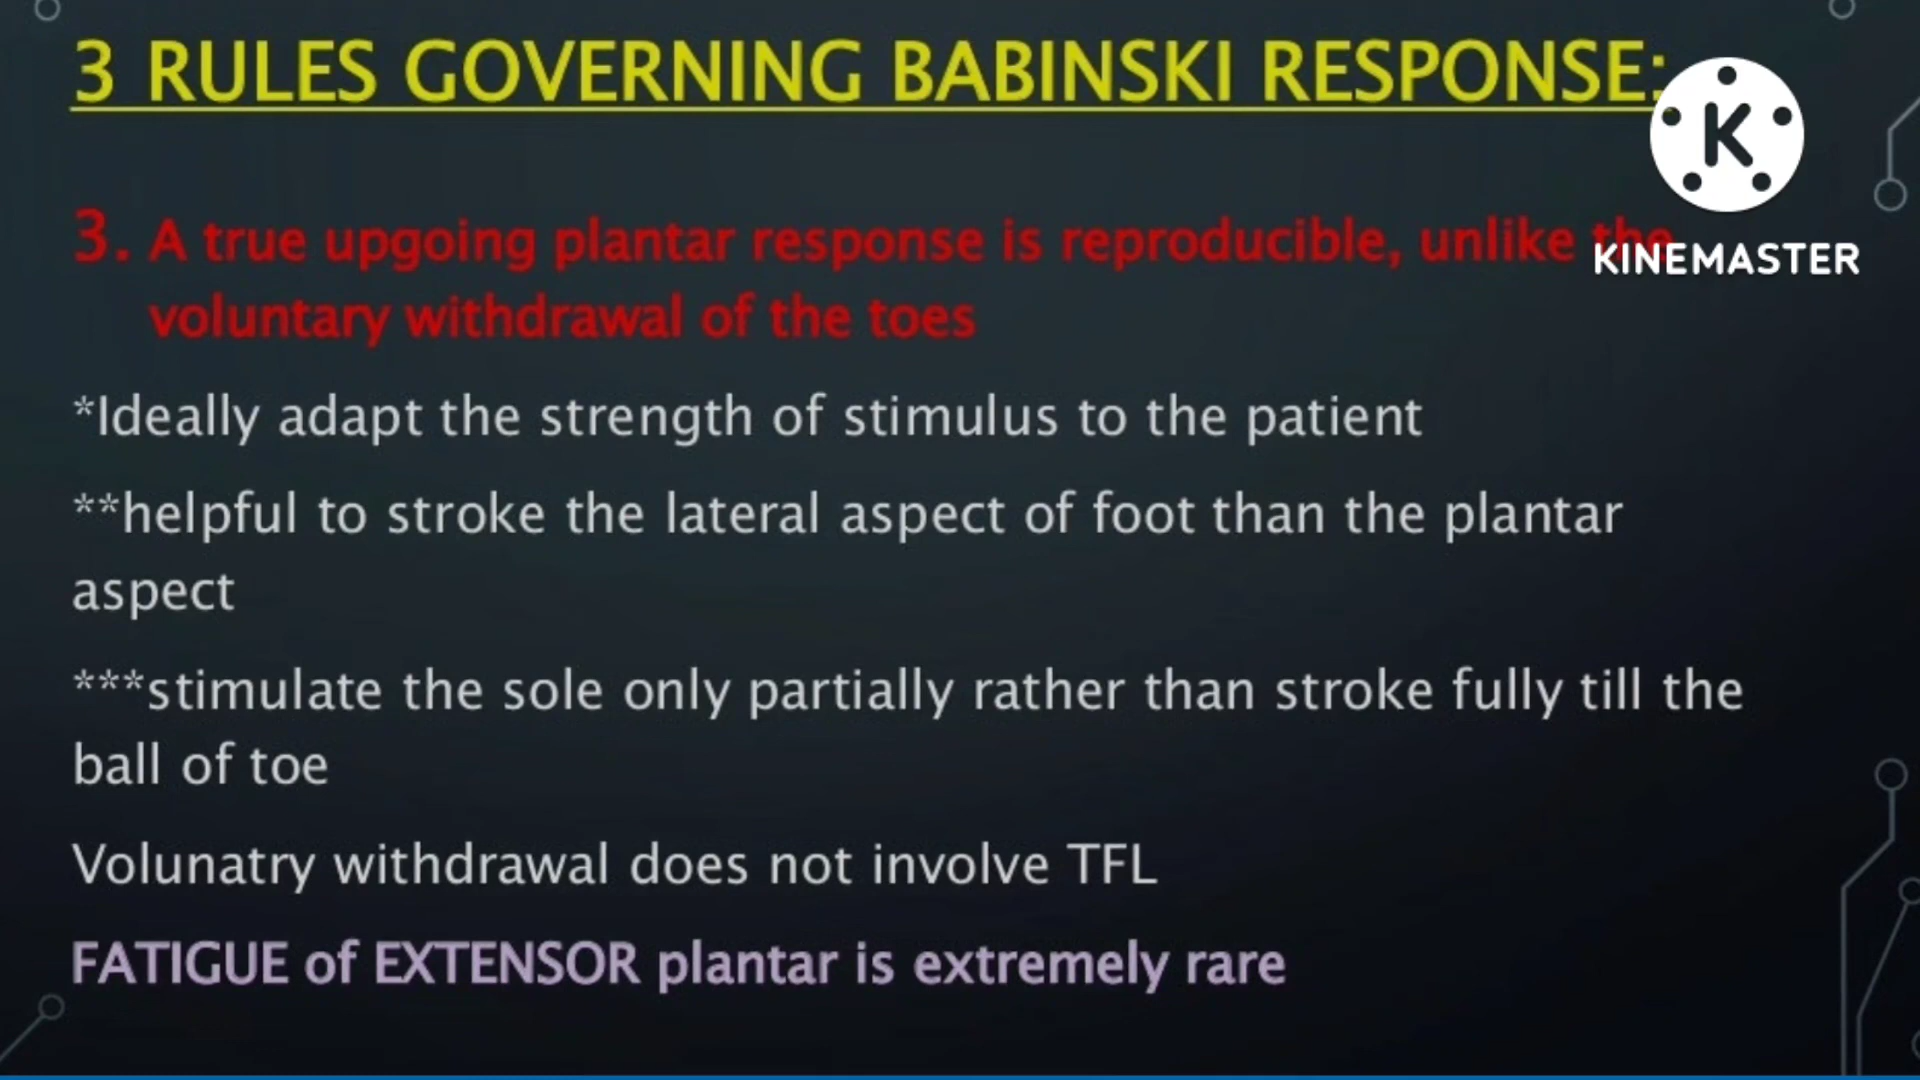 3 RULES GOVERNING BABINSKI RESPONSE:
K
KINEMASTER
3. A true upgoing plantar response is reproducible, unlike the
voluntary withdrawal of the toes
*Ideally adapt the strength of stimulus to the patient
**helpful to stroke the lateral aspect of foot than the plantar
aspect
***stimulate the sole only partially rather than stroke fully till the
ball of toe
Volunatry withdrawal does not involve TFL
FATIGUE of EXTENSOR plantar is extremely rare